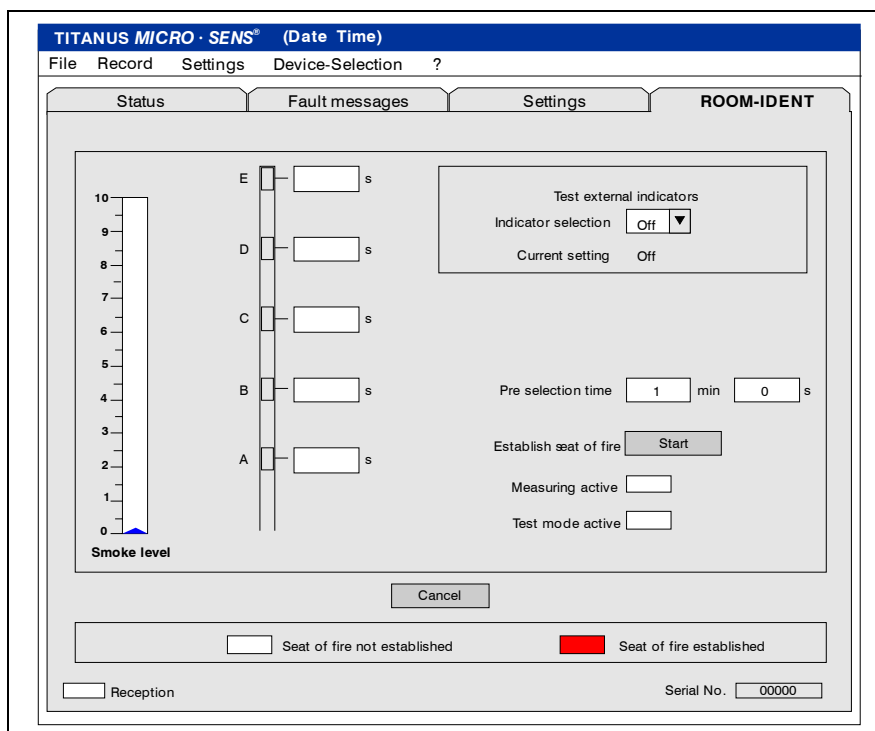 TITANUS MICRO · SENS® (Date Time)
File Record Settings Device-Selection ?
Status Fault messages Settings ROOM-IDENT
E s
D s
C s
B s
A s
10
9
8
7
6
5
4
3
2
1
0
Smoke level
Test external indicators
Indicator selection Off
Current setting Off
Pre selection time 1 min 0 s
Establish seat of fire Start
Measuring active
Test mode active
Cancel
Seat of fire not established Seat of fire established
Reception Serial No. 00000